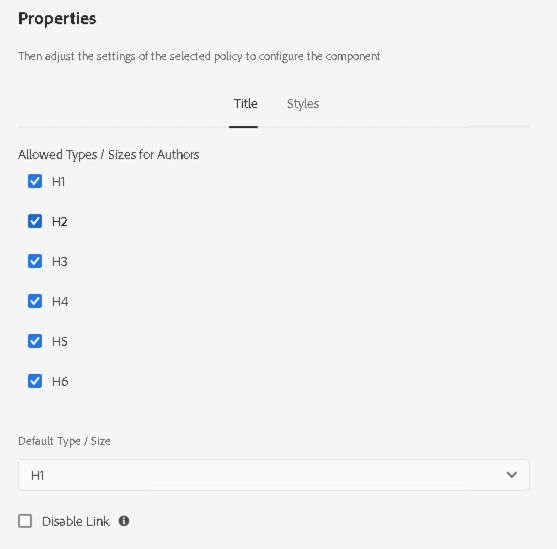 Properties
Then adjust the settings of the selected policy to configure the component
Title Styles
Allowed Types / Sizes for Authors
H1
H2
H3
H4
H5
H6
Default Type / Size
H1
Disable Link